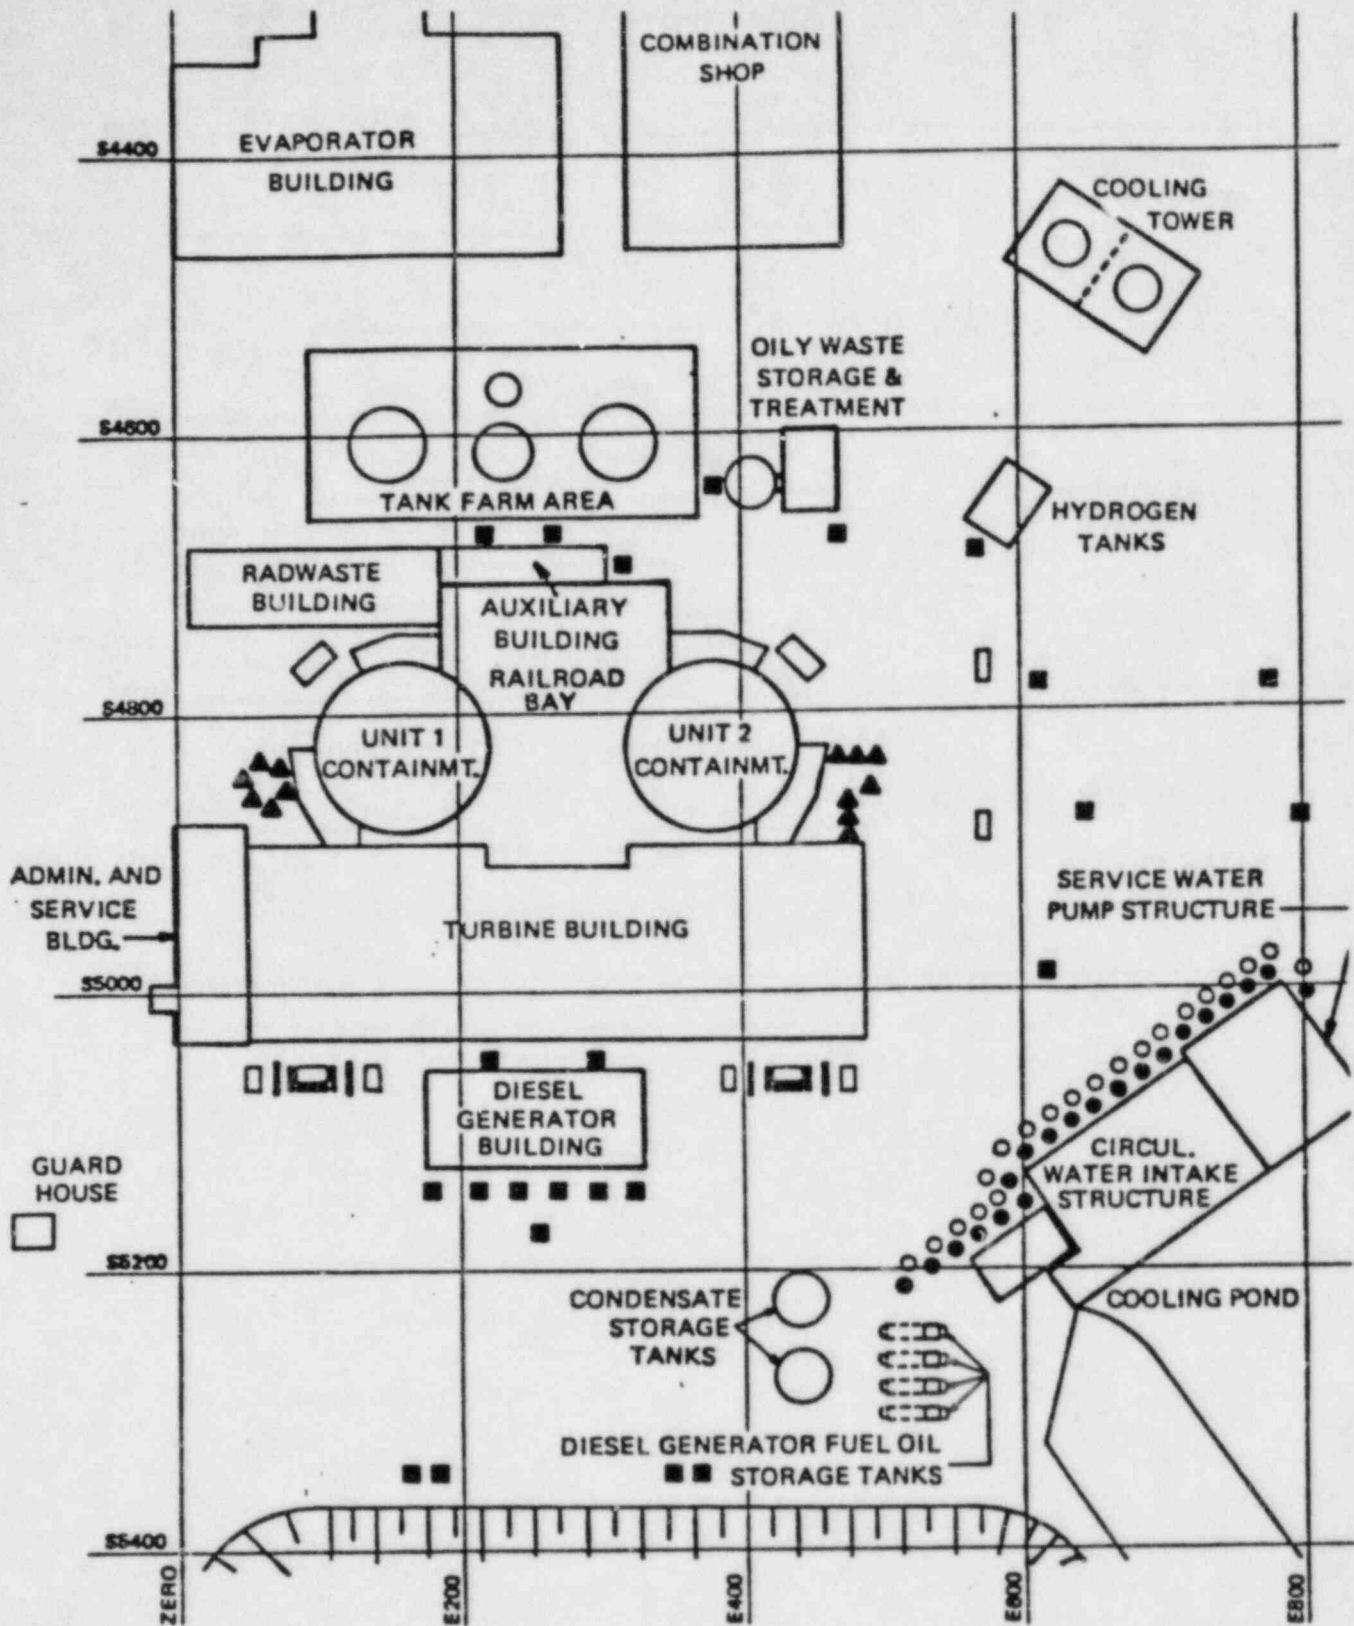 COMBINATION
SHOP
EVAPORATOR
BUILDING
S4400
COOLING
TOWER
OILY WASTE
STORAGE &
TREATMENT
S4600
TANK FARM AREA
HYDROGEN
TANKS
RADWASTE
BUILDING
AUXILIARY
BUILDING
RAILROAD
BAY
S4800
UNIT 1
CONTAINMT.
UNIT 2
CONTAINMT.
ADMIN. AND
SERVICE
BLDG.
SERVICE WATER
PUMP STRUCTURE
TURBINE BUILDING
S5000
DIESEL
GENERATOR
BUILDING
GUARD
HOUSE
CIRCUL.
WATER INTAKE
STRUCTURE
S5200
CONDENSATE
STORAGE
TANKS
COOLING POND
DIESEL GENERATOR FUEL OIL
STORAGE TANKS
S5400
ZERO
E200
E400
E600
E800